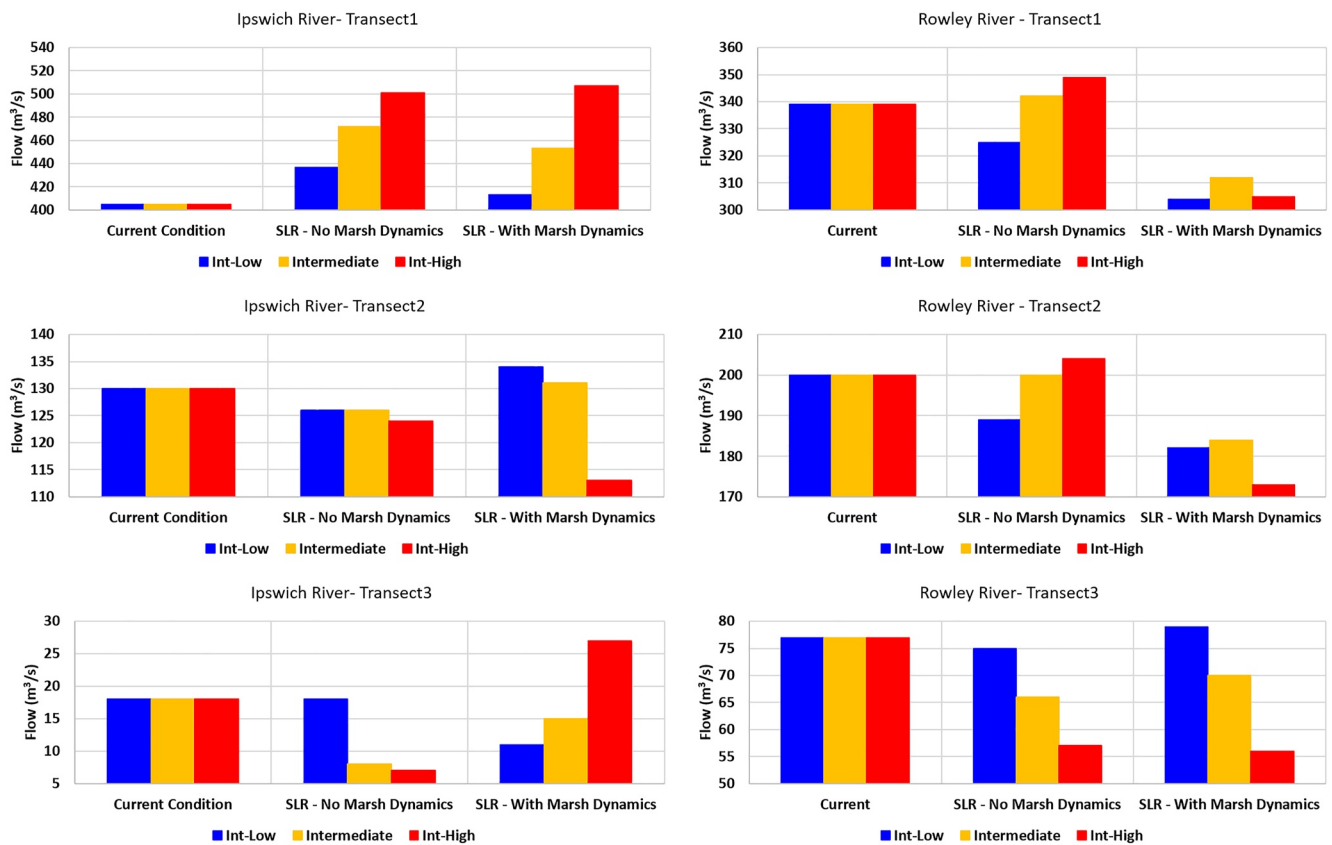 Ipswich River- Transect1
540
520
500
480
460
440
420
400
Flow (m³/s)
Current Condition SLR - No Marsh Dynamics SLR - With Marsh Dynamics
Int-Low Intermediate Int-High
Rowley River - Transect1
360
350
340
330
320
310
300
Flow (m³/s)
Current SLR - No Marsh Dynamics SLR - With Marsh Dynamics
Int-Low Intermediate Int-High
Ipswich River- Transect2
140
135
130
125
120
115
110
Flow (m³/s)
Current Condition SLR - No Marsh Dynamics SLR - With Marsh Dynamics
Int-Low Intermediate Int-High
Rowley River - Transect2
210
200
190
180
170
Flow (m³/s)
Current SLR - No Marsh Dynamics SLR - With Marsh Dynamics
Int-Low Intermediate Int-High
Ipswich River- Transect3
30
25
20
15
10
5
Flow (m³/s)
Current Condition SLR - No Marsh Dynamics SLR - With Marsh Dynamics
Int-Low Intermediate Int-High
Rowley River- Transect3
80
75
70
65
60
55
50
Flow (m³/s)
Current SLR - No Marsh Dynamics SLR - With Marsh Dynamics
Int-Low Intermediate Int-High